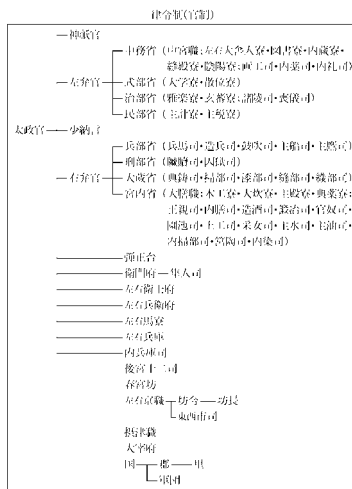 律令制(官制)
神祇官
中務省(中宮職;左右大舎人寮・図書寮・内蔵寮・
縫殿寮・陰陽寮;画工司・内薬司・内礼司)
左弁官
式部省(大学寮・散位寮)
治部省(雅楽寮・玄蕃寮;諸陵司・喪儀司)
民部省(主計寮・主税寮)
太政官
少納言
兵部省(兵馬司・造兵司・鼓吹司・主船司・主鷹司)
刑部省(贓贖司・囚獄司)
右弁官
大蔵省(典鋳司・掃部司・漆部司・縫部司・織部司)
宮内省(大膳職;木工寮・大炊寮・主殿寮・典薬寮;
正親司・内膳司・造酒司・鍛冶司・官奴司・
園池司・土工司・采女司・主水司・主油司・
内掃部司・筥陶司・内染司)
弾正台
衛門府
隼人司
左右衛士府
左右兵衛府
左右馬寮
左右兵庫
内兵庫司
後宮十二司
春宮坊
左右京職
坊令
坊長
東西市司
摂津職
大宰府
国
郡
里
軍団